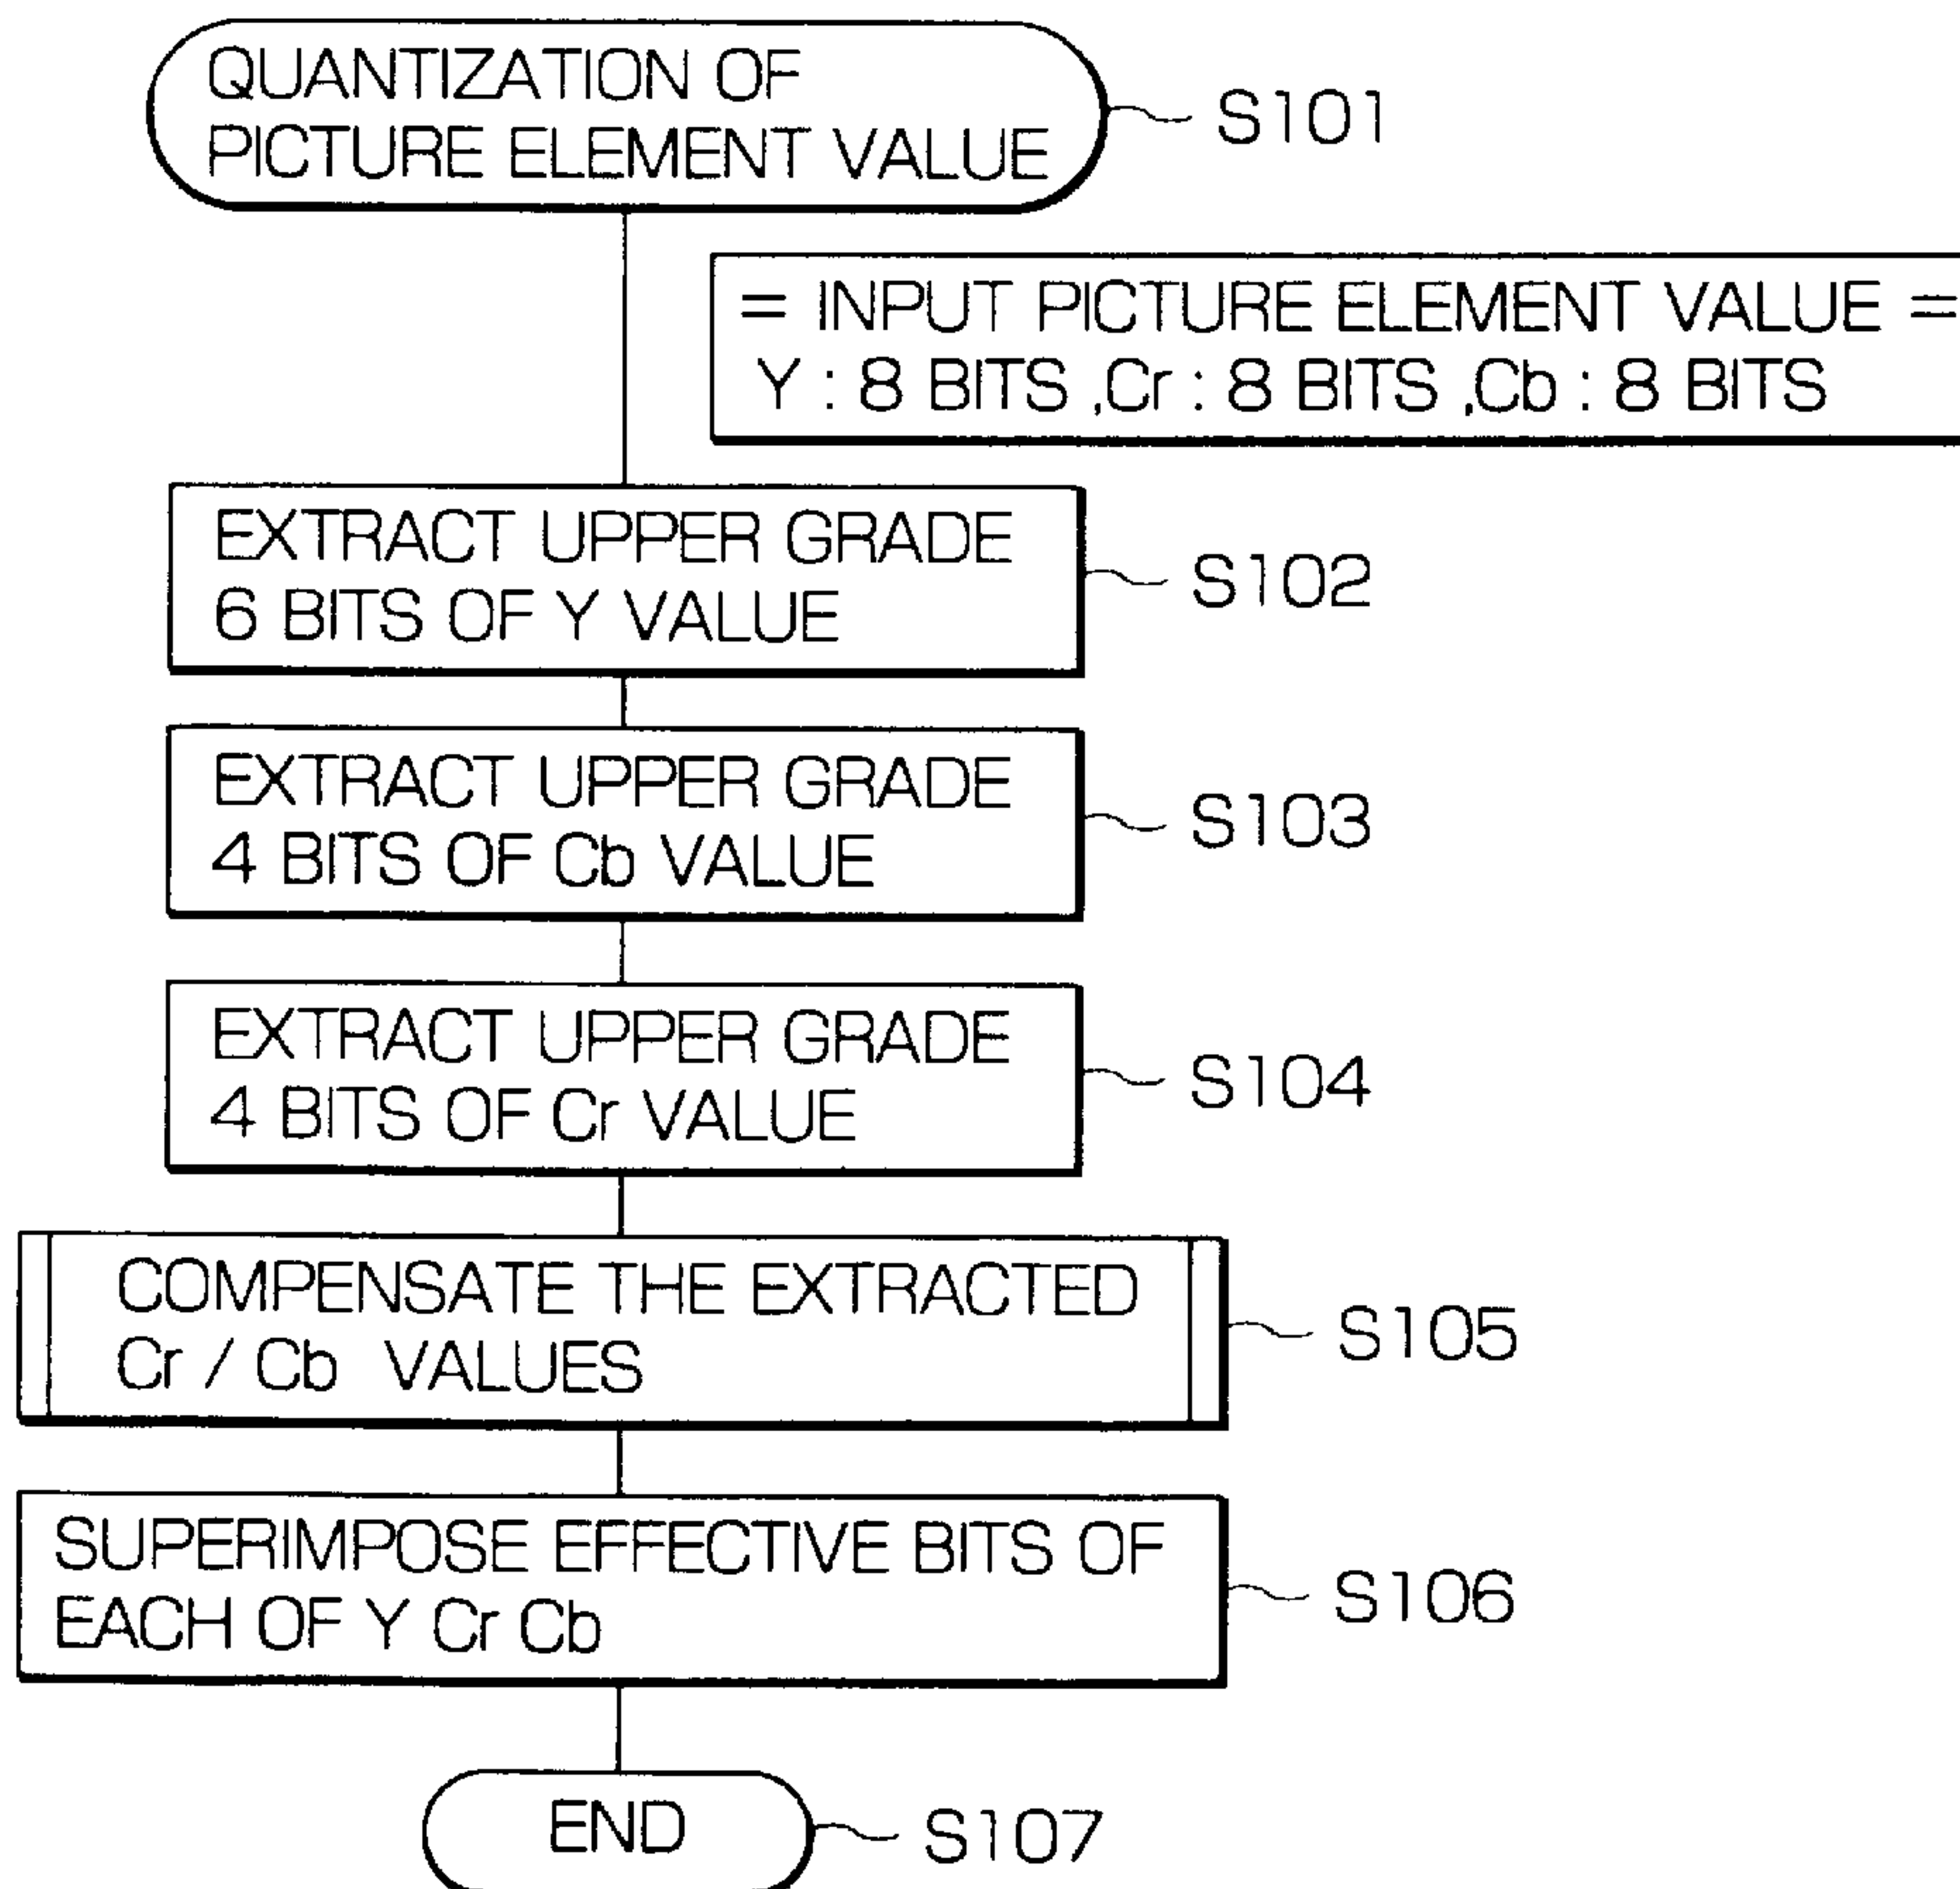 QUANTIZATION OF
PICTURE ELEMENT VALUE
S101
= INPUT PICTURE ELEMENT VALUE =
Y : 8 BITS ,Cr : 8 BITS ,Cb : 8 BITS
EXTRACT UPPER GRADE
6 BITS OF Y VALUE
S102
EXTRACT UPPER GRADE
4 BITS OF Cb VALUE
S103
EXTRACT UPPER GRADE
4 BITS OF Cr VALUE
S104
COMPENSATE THE EXTRACTED
Cr / Cb VALUES
S105
SUPERIMPOSE EFFECTIVE BITS OF
EACH OF Y Cr Cb
S106
END
S107